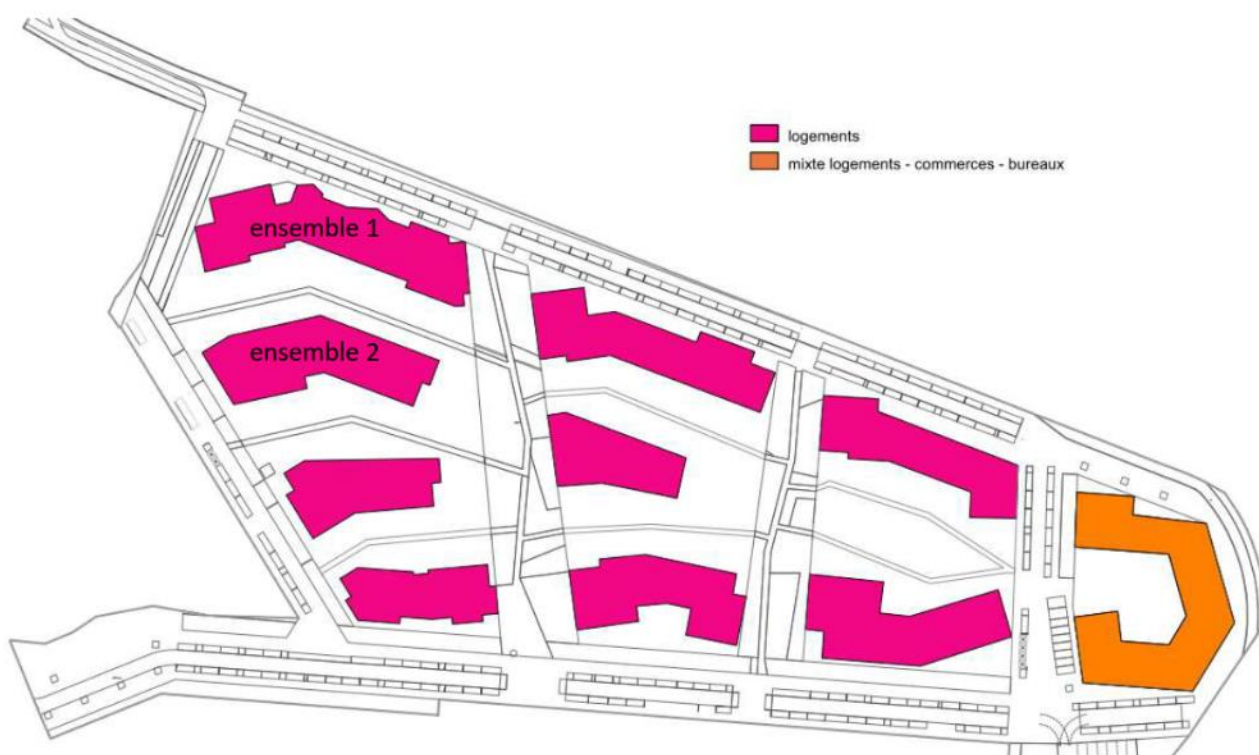 logements
mixte logements - commerces - bureaux
ensemble 1
ensemble 2